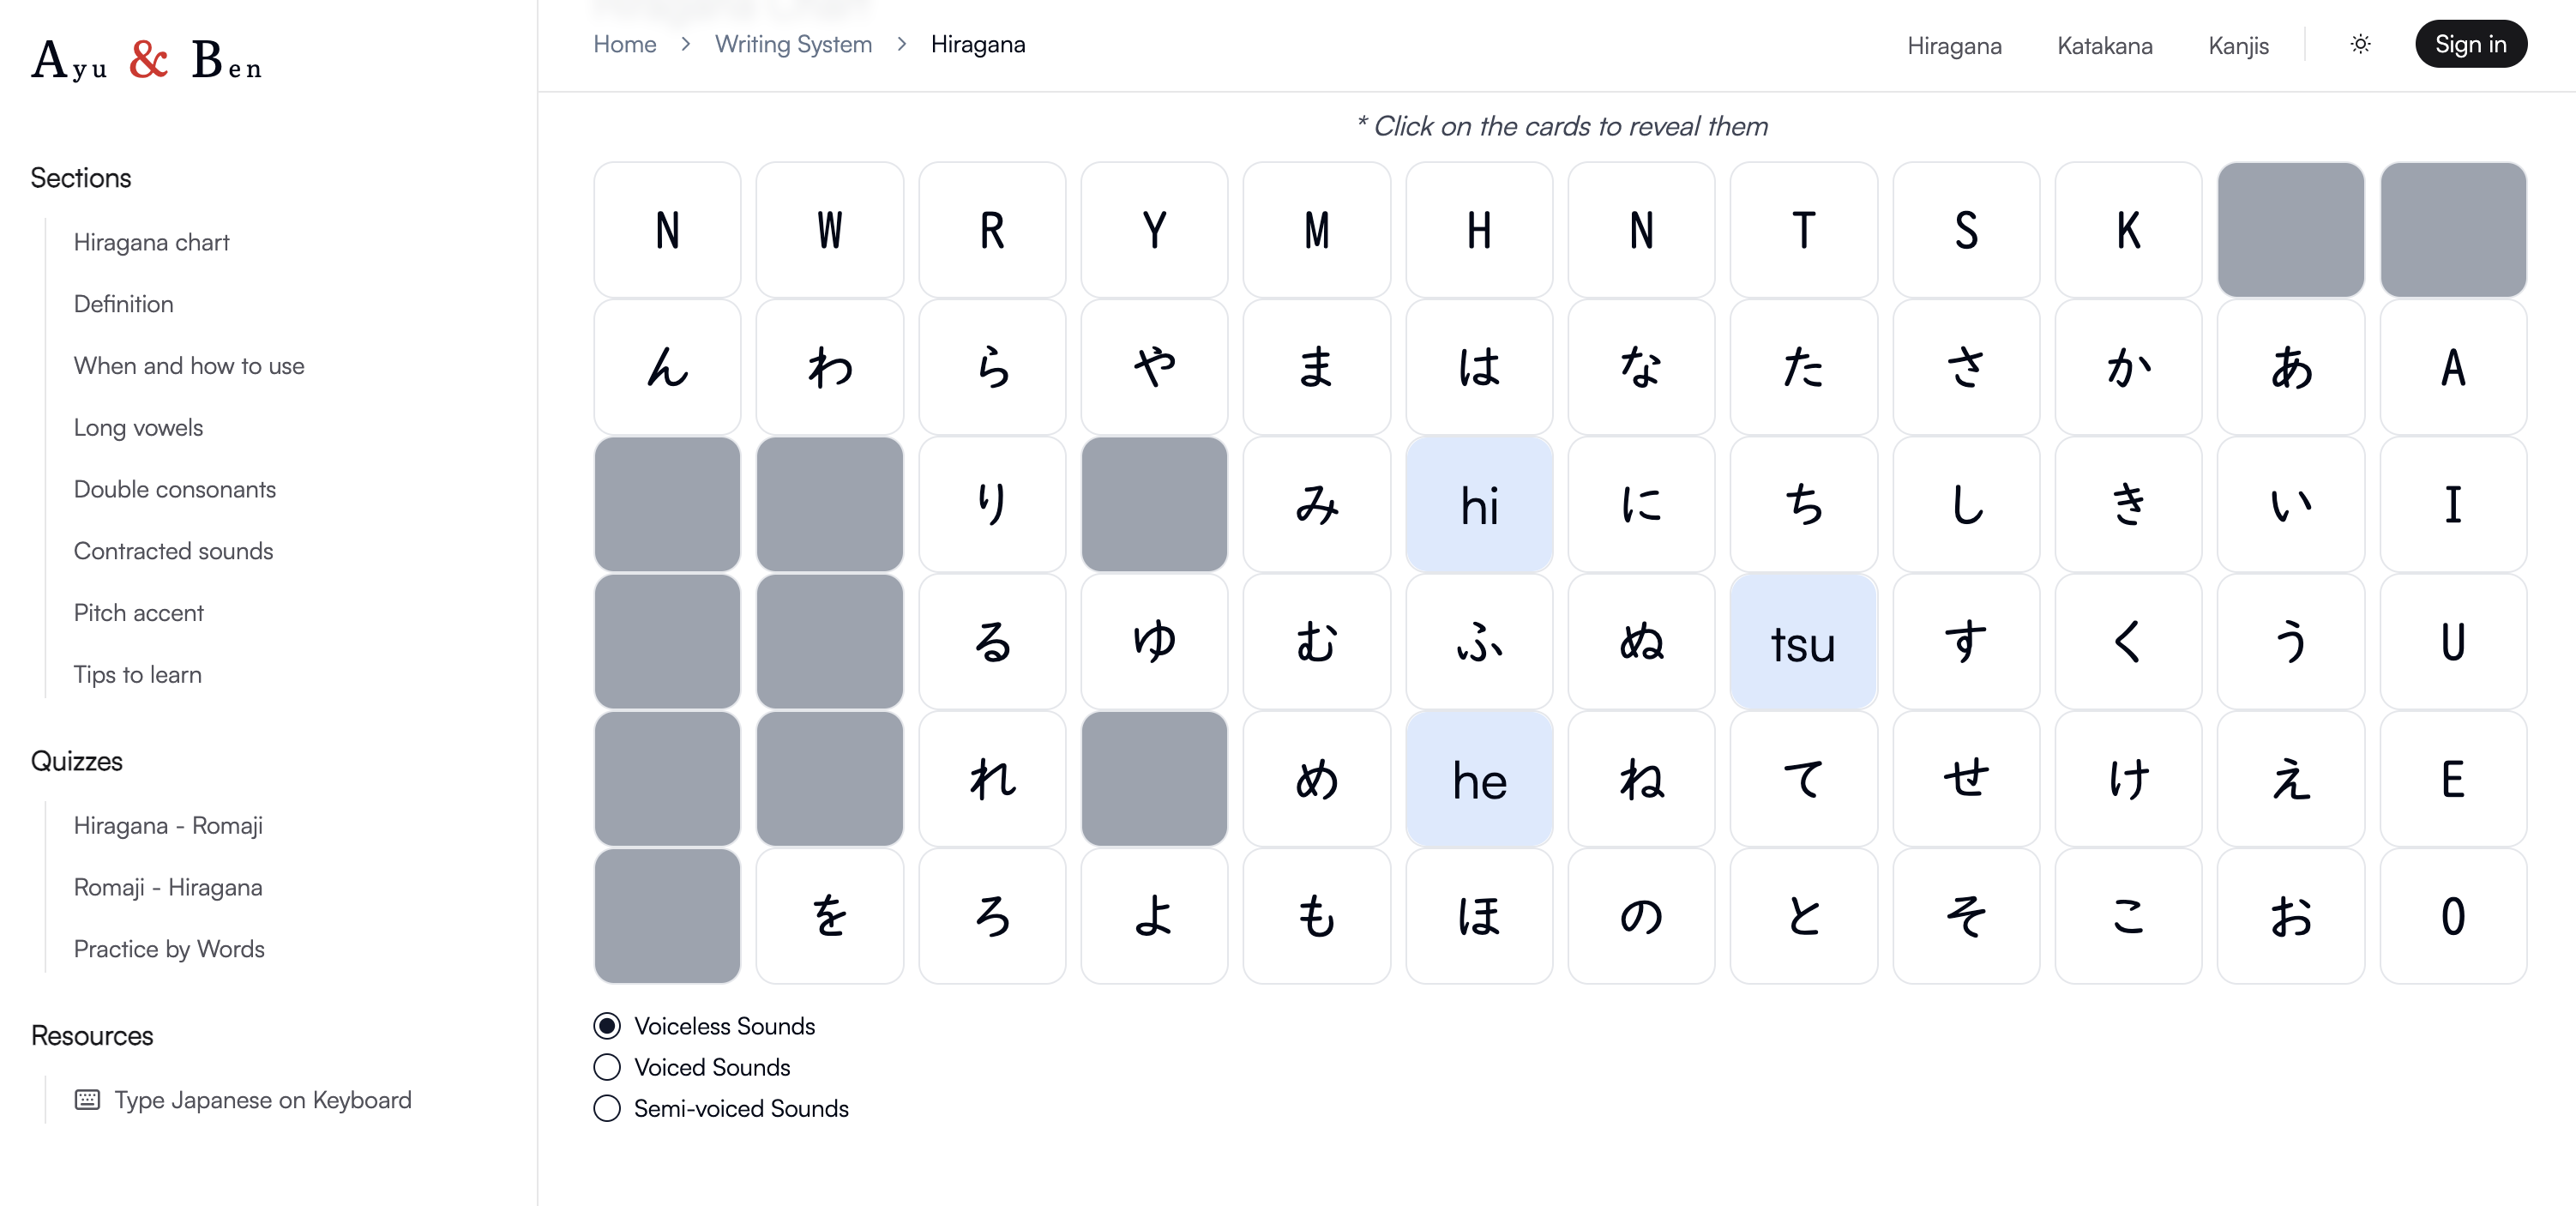 Ayu & Ben
Sections
Hiragana chart
Definition
When and how to use
Long vowels
Double consonants
Contracted sounds
Pitch accent
Tips to learn
Quizzes
Hiragana - Romaji
Romaji - Hiragana
Practice by Words
Resources
Type Japanese on Keyboard
Home > Writing System > Hiragana
Hiragana Katakana Kanjis Sign in
* Click on the cards to reveal them
N W R Y M H N T S K
ん わ ら や ま は な た さ か あ A
り み hi に ち し き い I
る ゆ む ふ ぬ tsu す く う U
れ め he ね て せ け え E
を ろ よ も ほ の と そ こ お O
Voiceless Sounds
Voiced Sounds
Semi-voiced Sounds